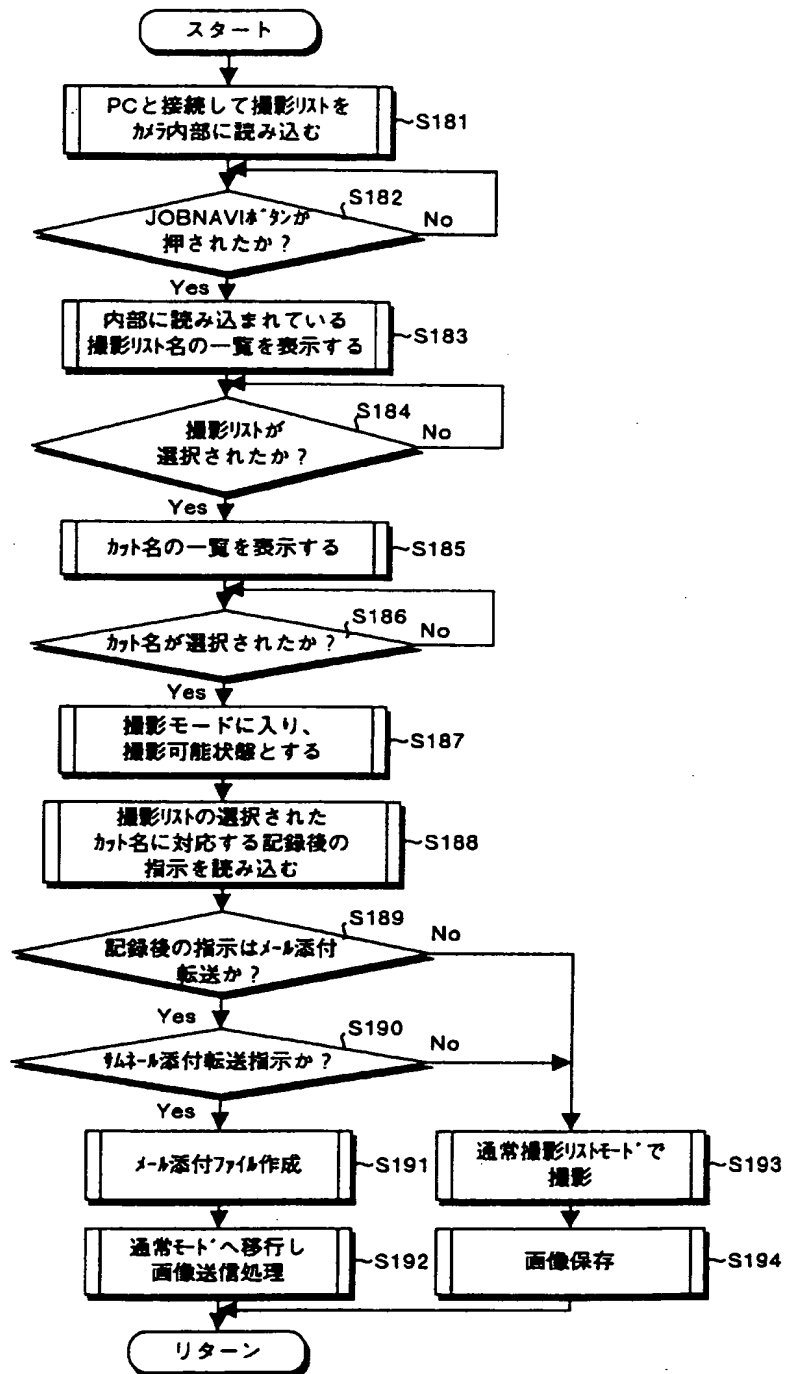 スタート
PCと接続して撮影リストを
カメラ内部に読み込む
S181
S182
JOBNAVIボタンが
押されたか？
No
Yes
内部に読み込まれている
撮影リスト名の一覧を表示する
S183
S184
撮影リストが
選択されたか？
No
Yes
カット名の一覧を表示する
S185
S186
カット名が選択されたか？
No
Yes
撮影モードに入り、
撮影可能状態とする
S187
撮影リストの選択された
カット名に対応する記録後の
指示を読み込む
S188
S189
記録後の指示はメール添付
転送か？
No
Yes
S190
サムネール添付転送指示か？
No
Yes
メール添付ファイル作成
S191
通常モードへ移行し
画像送信処理
S192
通常撮影リストモードで
撮影
S193
画像保存
S194
リターン